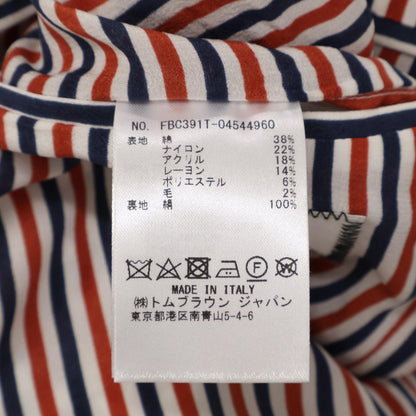 NO. FBC391T-04544960
表地 綿 38%
ナイロン 22%
アクリル 18%
レーヨン 14%
ポリエステル 6%
毛 2%
裏地 絹 100%
MADE IN ITALY
㈱トムブラウン ジャパン
東京都港区南青山5-4-6